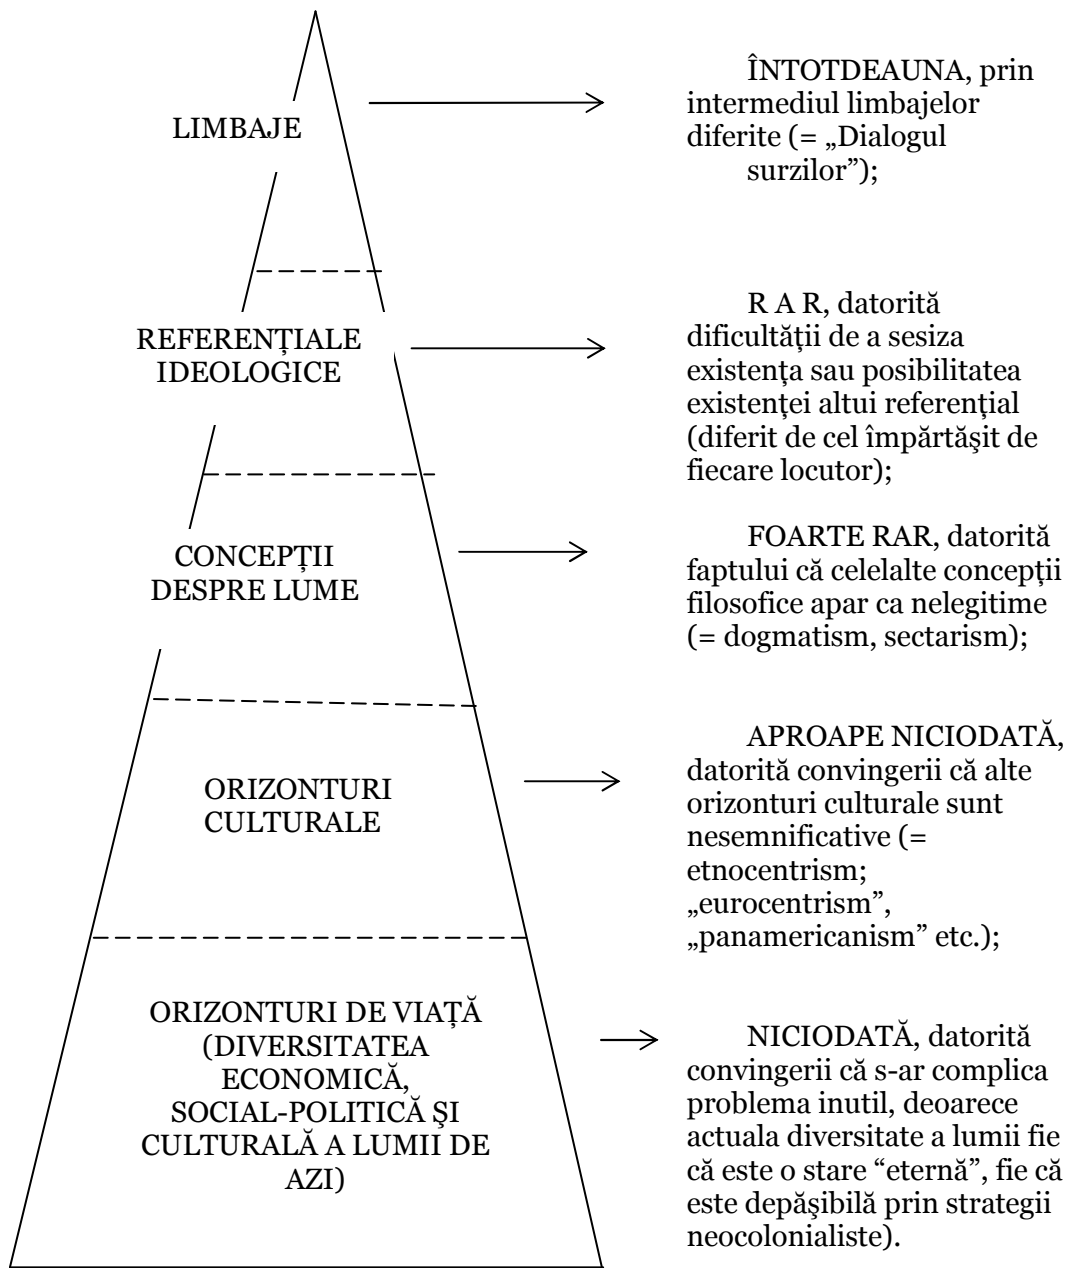 LIMBAJE
ÎNTOTDEAUNA, prin
intermediul limbajelor
diferite (= „Dialogul
surzilor”);
REFERENȚIALE
IDEOLOGICE
R A R, datorită
dificultății de a sesiza
existența sau posibilitatea
existenței altui referențial
(diferit de cel împărtăşit de
fiecare locutor);
CONCEPȚII
DESPRE LUME
FOARTE RAR, datorită
faptului că celelalte concepții
filosofice apar ca nelegitime
(= dogmatism, sectarism);
ORIZONTURI
CULTURALE
APROAPE NICIODATĂ,
datorită convingerii că alte
orizonturi culturale sunt
nesemnificative (=
etnocentrism;
„eurocentrism”,
„panamericanism” etc.);
ORIZONTURI DE VIAȚĂ
(DIVERSITATEA
ECONOMICĂ,
SOCIAL-POLITICĂ ŞI
CULTURALĂ A LUMII DE
AZI)
NICIODATĂ, datorită
convingerii că s-ar complica
problema inutil, deoarece
actuala diversitate a lumii fie
că este o stare “eternă”, fie că
este depăşibilă prin strategii
neocolonialiste).